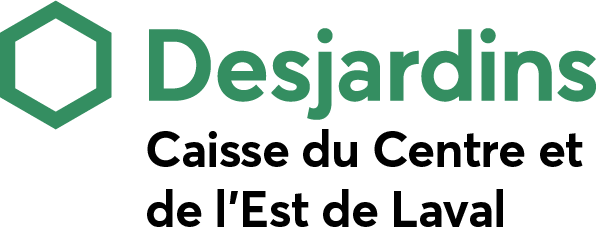 Desjardins
Caisse du Centre et
de l'Est de Laval